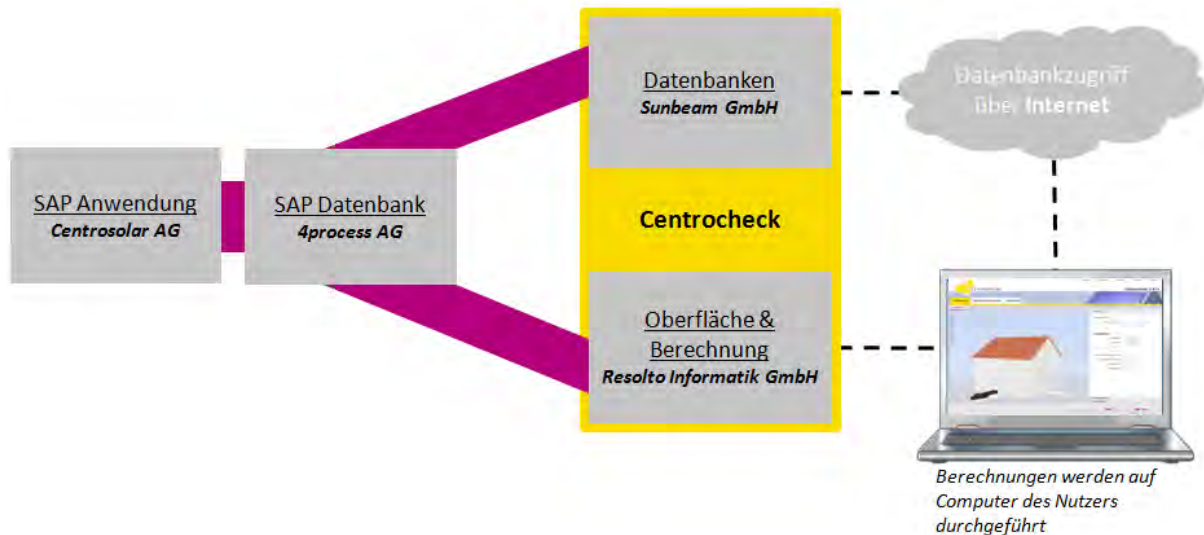 SAP Anwendung
Centrosolar AG
SAP Datenbank
4process AG
Datenbanken
Sunbeam GmbH
Centrocheck
Oberfläche &
Berechnung
Resolto Informatik GmbH
Datenbankzugriff
über Internet
Berechnungen werden auf
Computer des Nutzers
durchgeführt